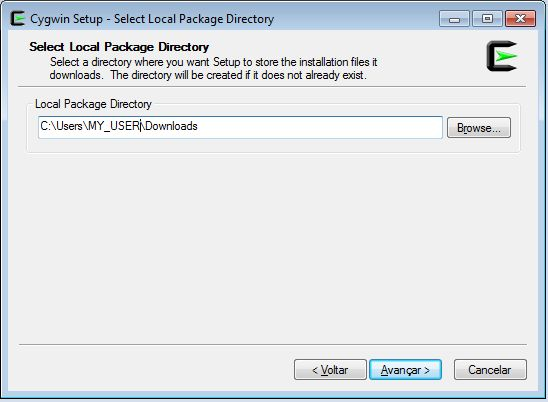 Cygwin Setup - Select Local Package Directory
Select Local Package Directory
Select a directory where you want Setup to store the installation files it
downloads. The directory will be created if it does not already exist.
Local Package Directory
C:\Users\MY_USER\Downloads
Browse...
< Voltar
Avançar >
Cancelar